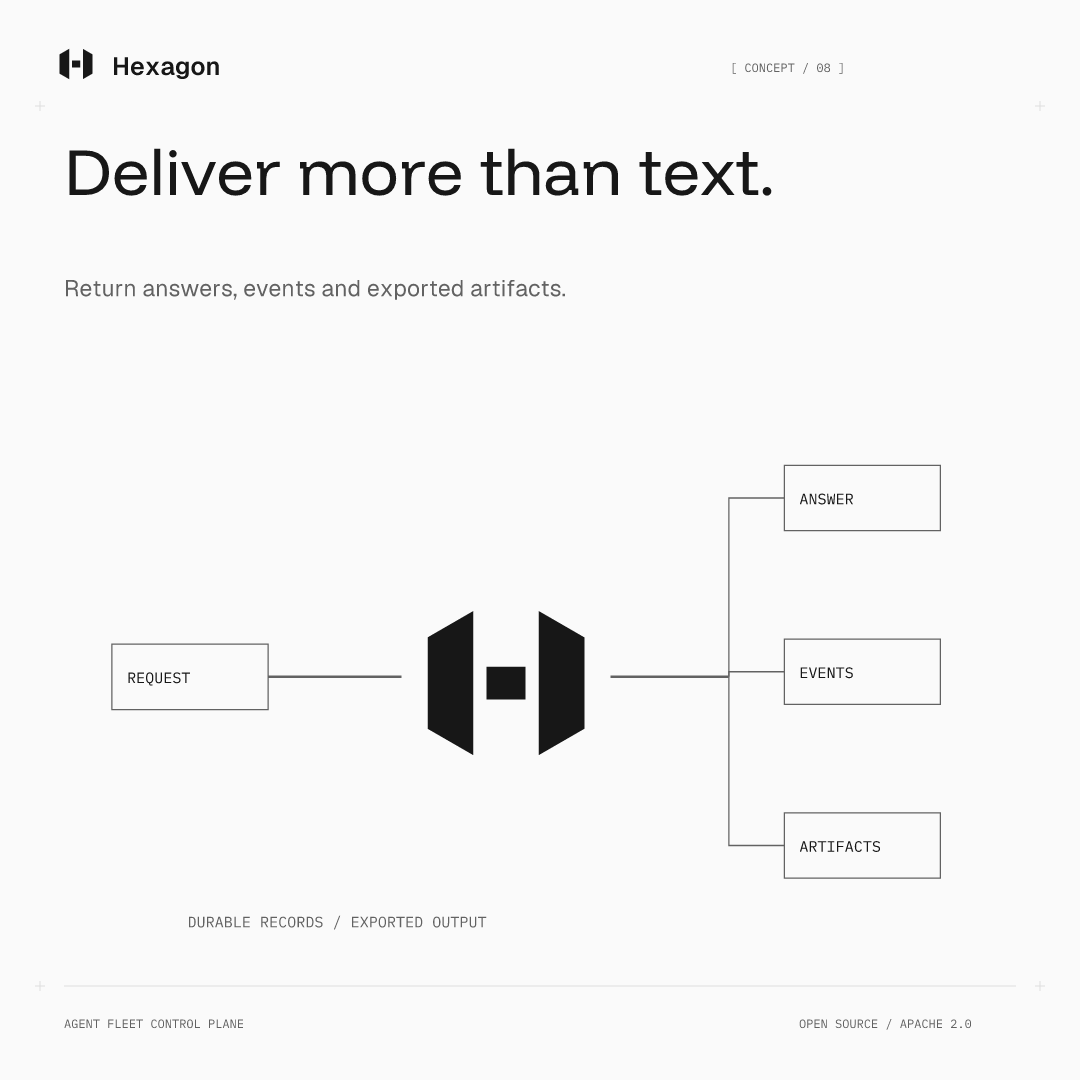 Hexagon
[ CONCEPT / 08 ]
Deliver more than text.
Return answers, events and exported artifacts.
ANSWER
REQUEST
EVENTS
ARTIFACTS
DURABLE RECORDS / EXPORTED OUTPUT
AGENT FLEET CONTROL PLANE
OPEN SOURCE / APACHE 2.0